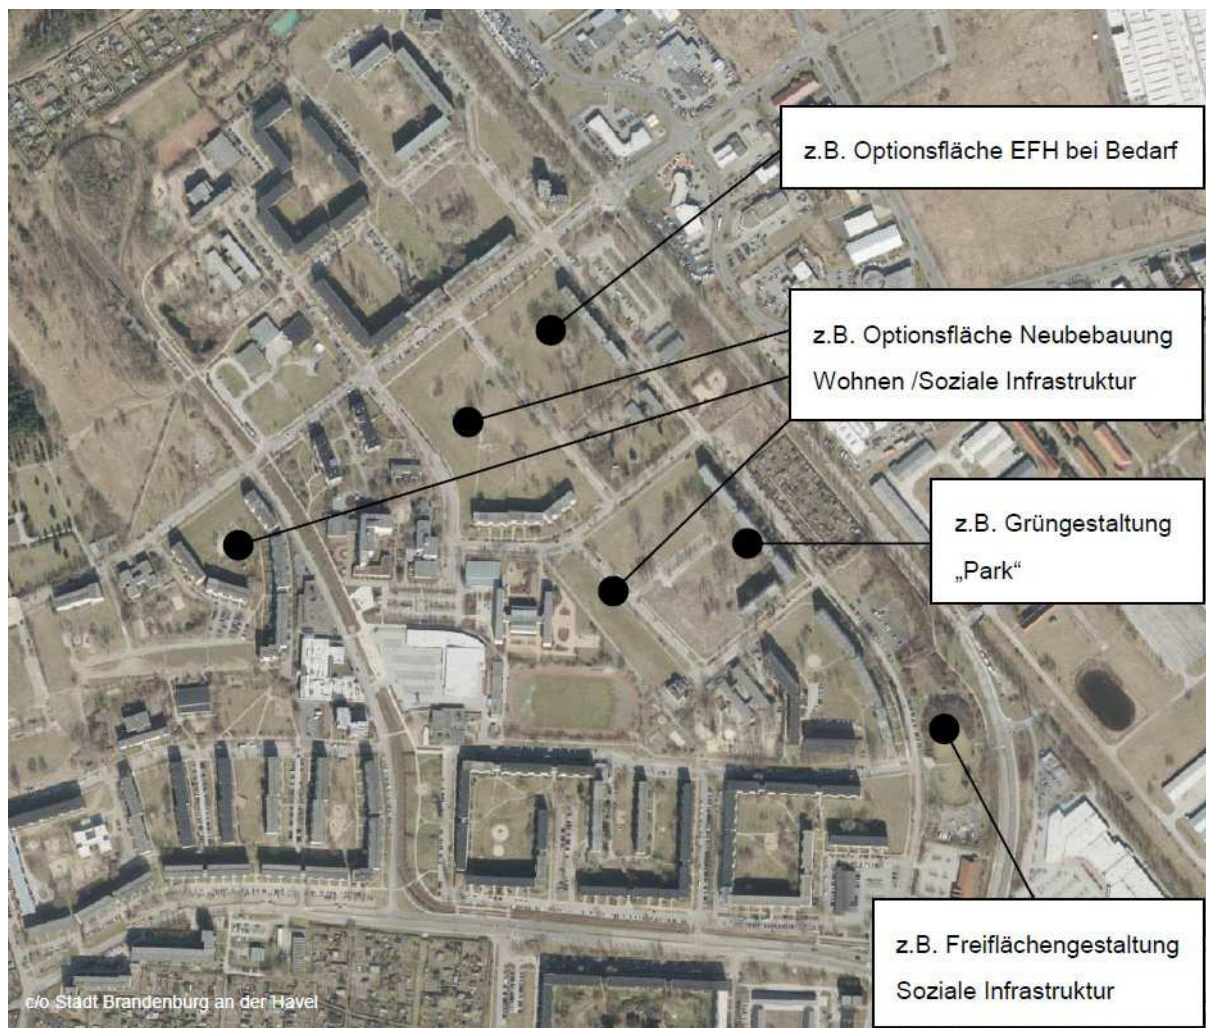 z.B. Optionsfläche EFH bei Bedarf
z.B. Optionsfläche Neubebauung
Wohnen /Soziale Infrastruktur
z.B. Grüngestaltung
„Park“
z.B. Freiflächengestaltung
Soziale Infrastruktur
c/o Stadt Brandenburg an der Havel